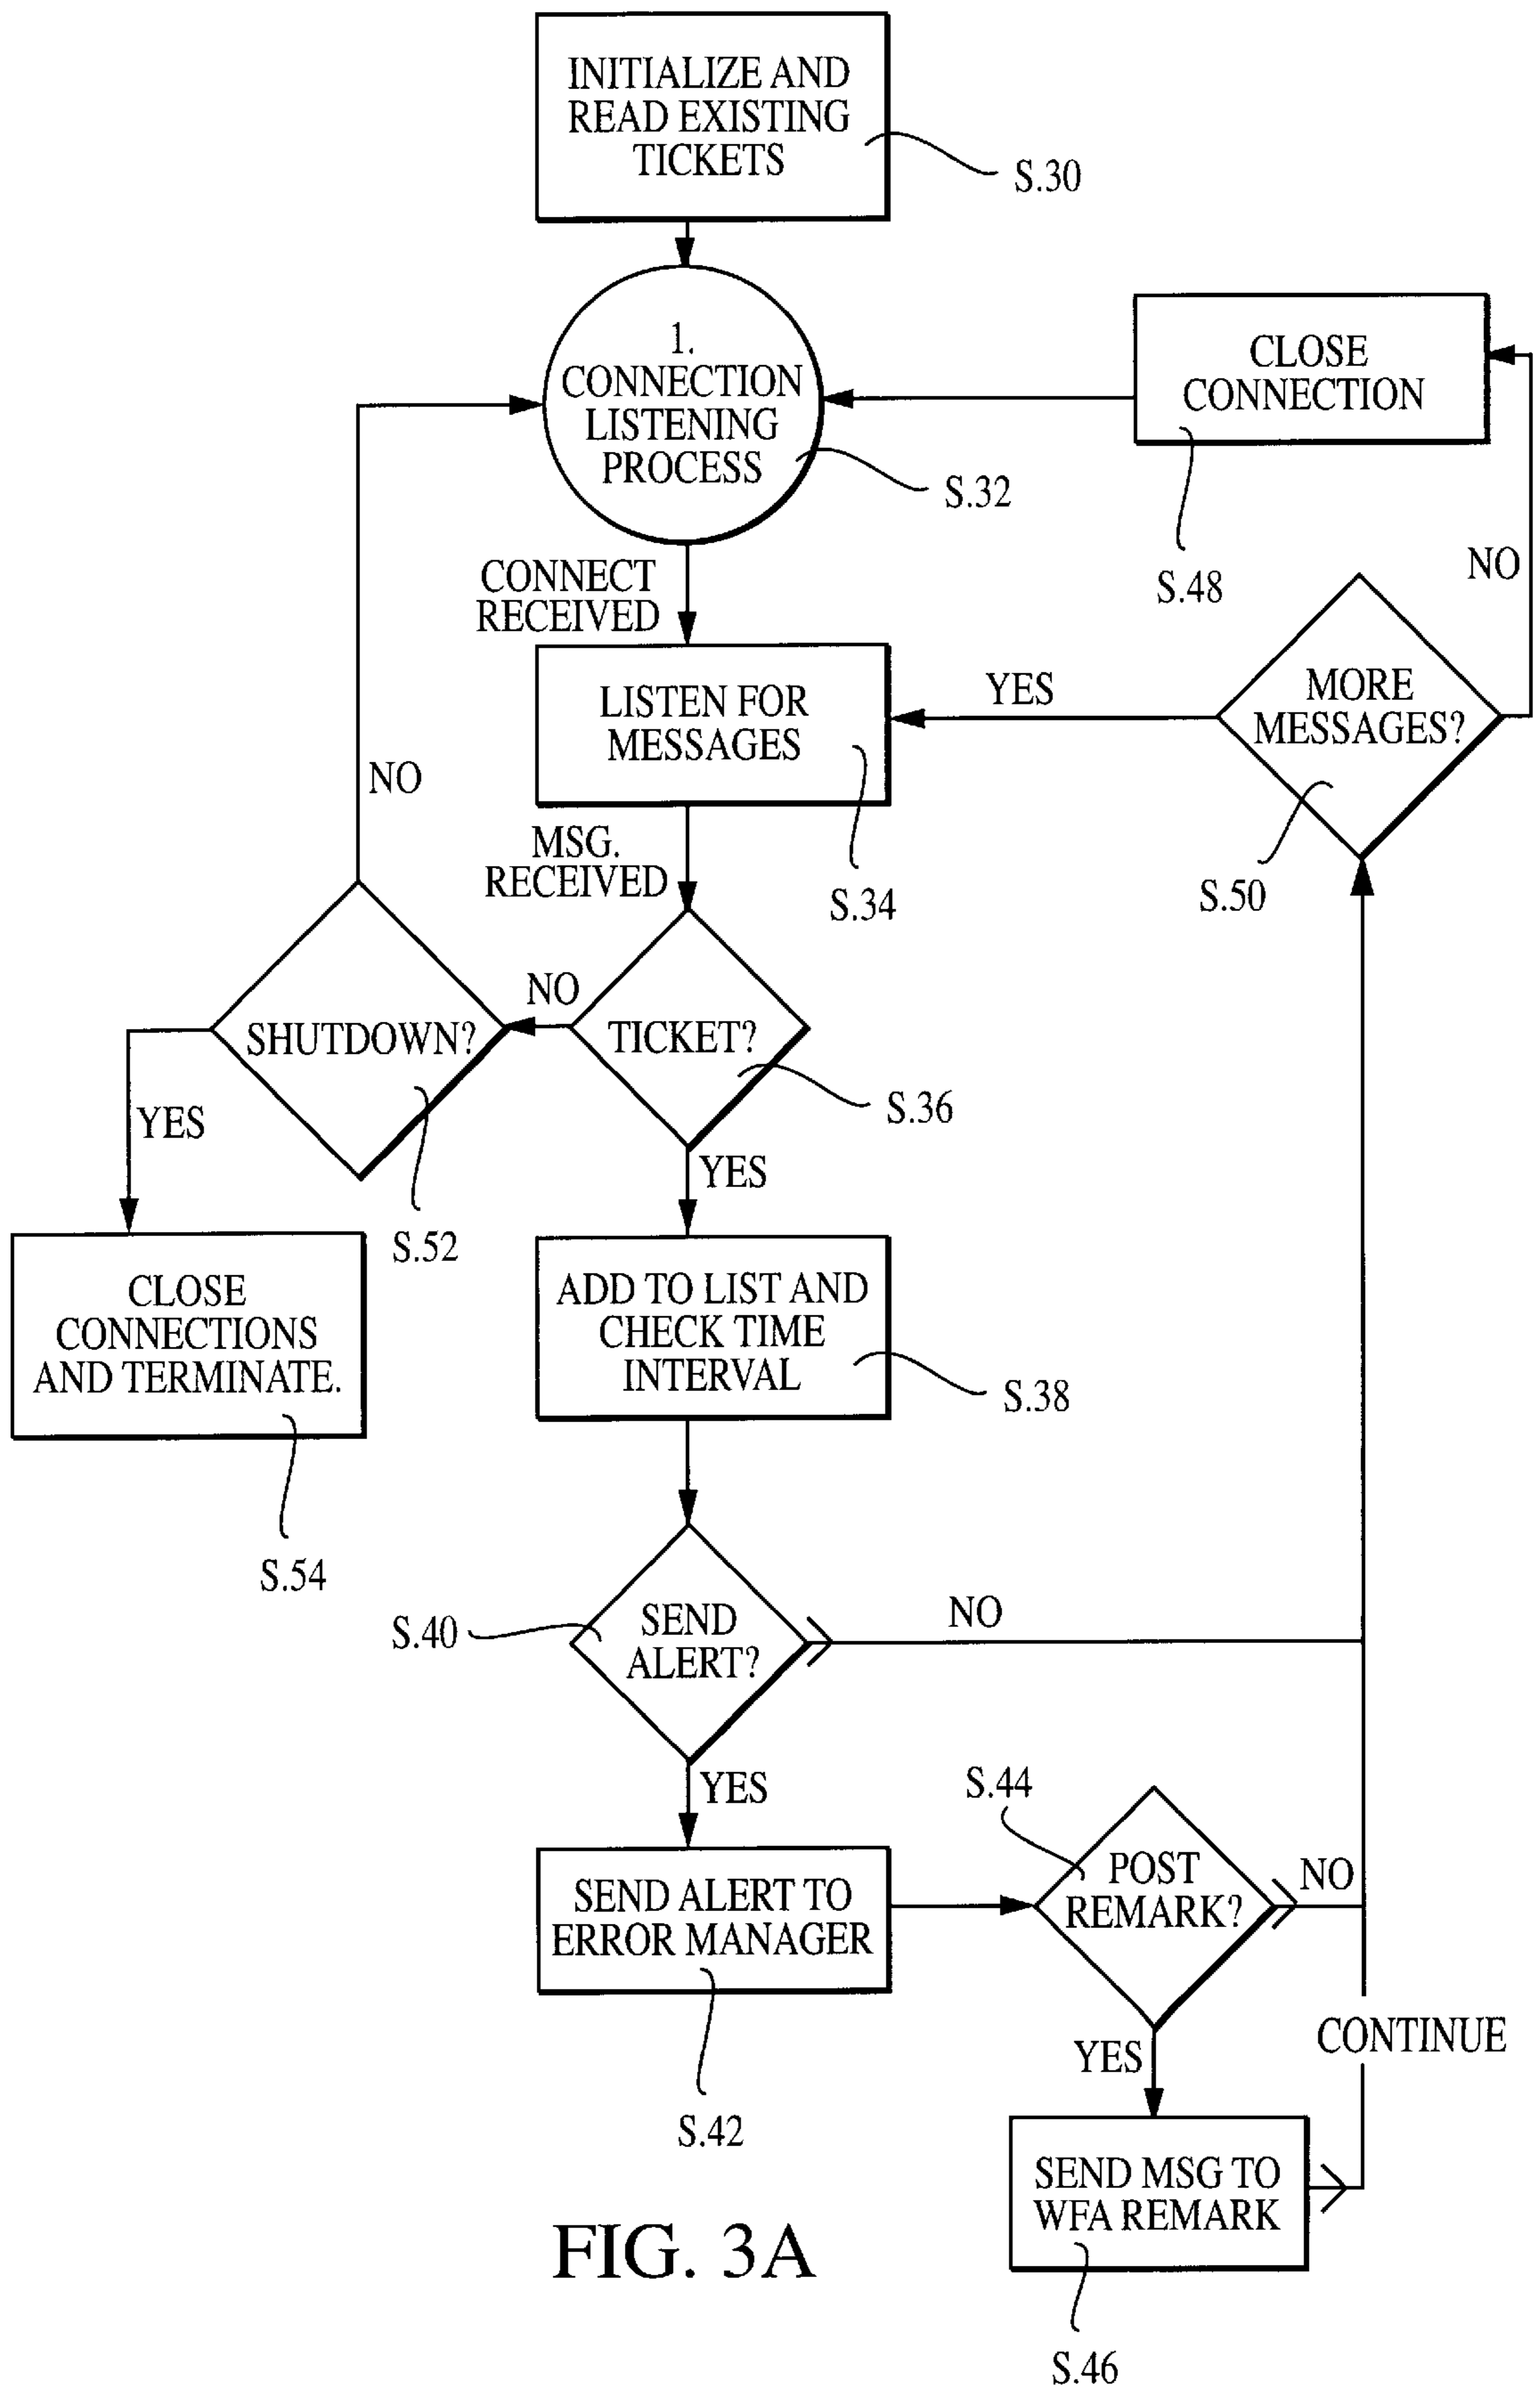 INITIALIZE AND
READ EXISTING
TICKETS
S.30
1.
CONNECTION
LISTENING
PROCESS
S.32
CLOSE
CONNECTION
S.48
NO
CONNECT
RECEIVED
LISTEN FOR
MESSAGES
S.34
YES
MORE
MESSAGES?
S.50
NO
MSG.
RECEIVED
SHUTDOWN?
S.52
NO
TICKET?
S.36
YES
YES
CLOSE
CONNECTIONS
AND TERMINATE.
S.54
ADD TO LIST AND
CHECK TIME
INTERVAL
S.38
S.40
SEND
ALERT?
NO
YES
SEND ALERT TO
ERROR MANAGER
S.42
S.44
POST
REMARK?
NO
YES
CONTINUE
SEND MSG TO
WFA REMARK
S.46
FIG. 3A